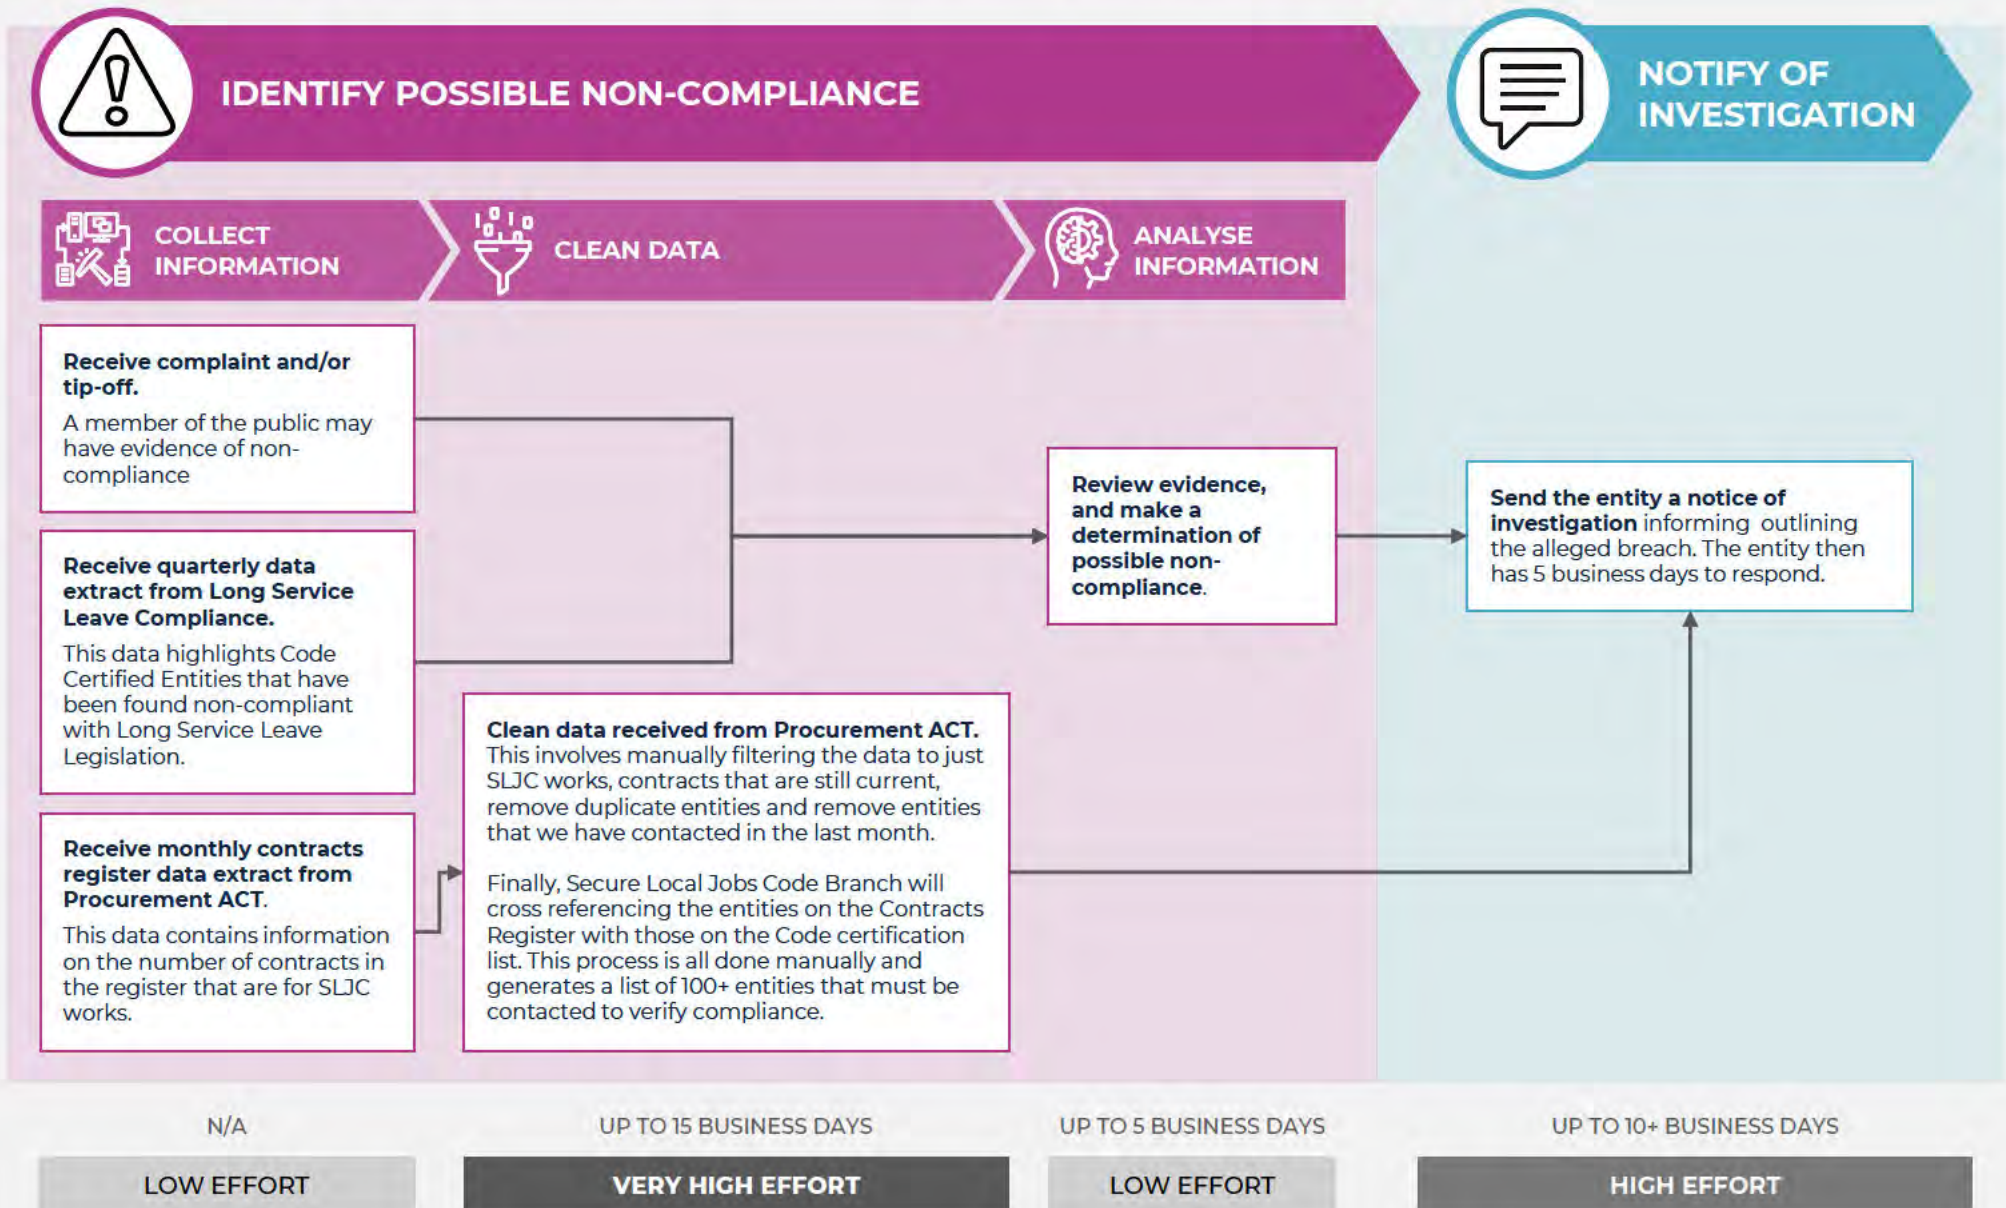 IDENTIFY POSSIBLE NON-COMPLIANCE
NOTIFY OF
INVESTIGATION
COLLECT
INFORMATION
CLEAN DATA
ANALYSE
INFORMATION
Receive complaint and/or
tip-off.
A member of the public may
have evidence of non-
compliance
Receive quarterly data
extract from Long Service
Leave Compliance.
This data highlights Code
Certified Entities that have
been found non-compliant
with Long Service Leave
Legislation.
Receive monthly contracts
register data extract from
Procurement ACT.
This data contains information
on the number of contracts in
the register that are for SLJC
works.
Clean data received from Procurement ACT.
This involves manually filtering the data to just
SLJC works, contracts that are still current,
remove duplicate entities and remove entities
that we have contacted in the last month.
Finally, Secure Local Jobs Code Branch will
cross referencing the entities on the Contracts
Register with those on the Code certification
list. This process is all done manually and
generates a list of 100+ entities that must be
contacted to verify compliance.
Review evidence,
and make a
determination of
possible non-
compliance.
Send the entity a notice of
investigation informing outlining
the alleged breach. The entity then
has 5 business days to respond.
N/A
UP TO 15 BUSINESS DAYS
UP TO 5 BUSINESS DAYS
UP TO 10+ BUSINESS DAYS
LOW EFFORT
VERY HIGH EFFORT
LOW EFFORT
HIGH EFFORT